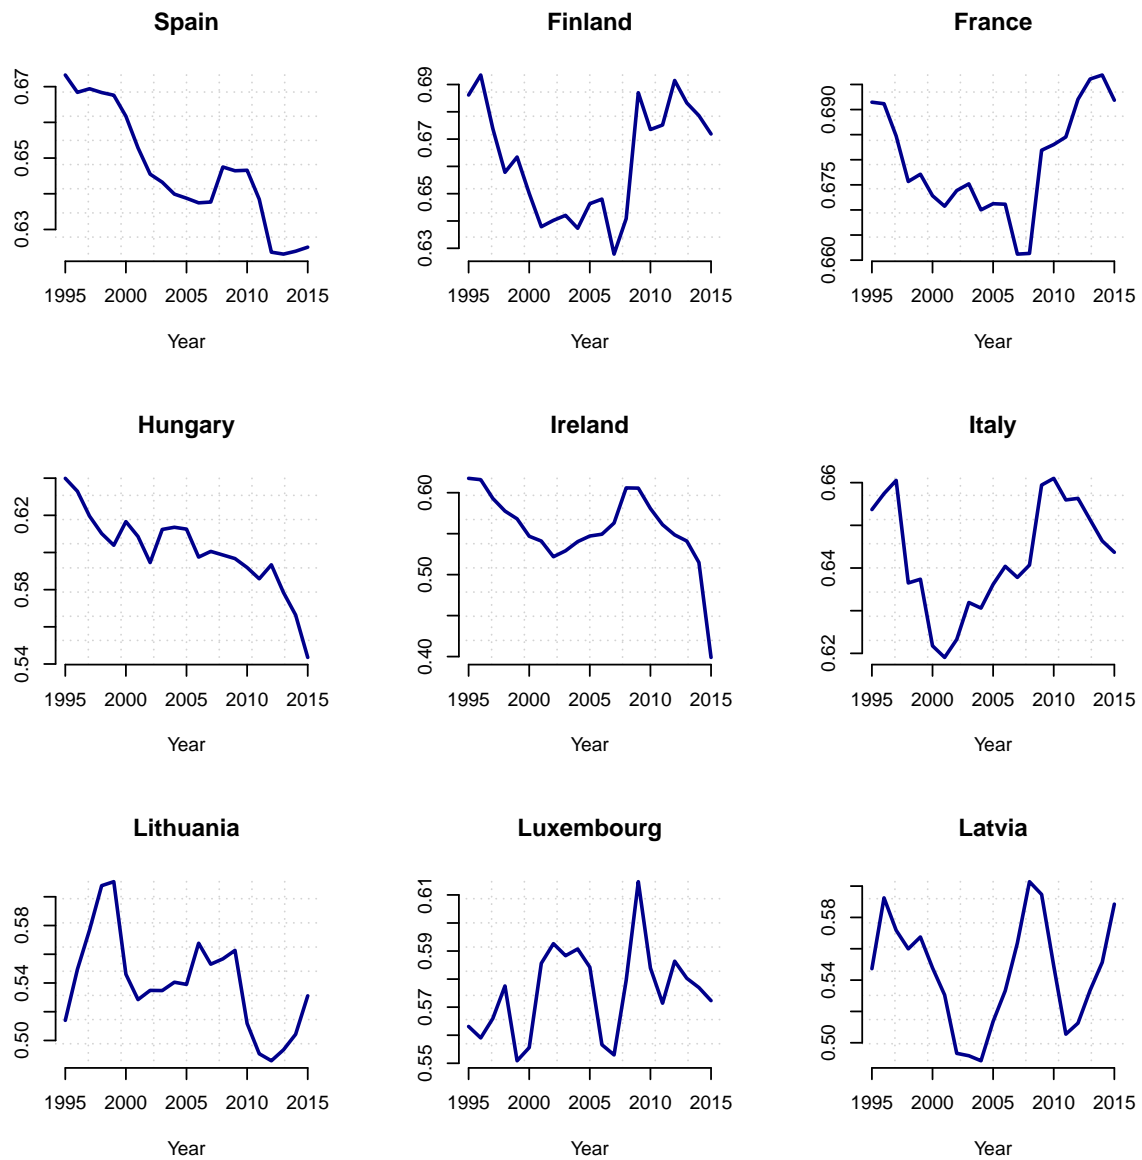 Spain Finland France
0.63 0.65 0.67
1995 2000 2005 2010 2015
Year
0.63 0.65 0.67 0.69
1995 2000 2005 2010 2015
Year
0.660 0.675 0.690
1995 2000 2005 2010 2015
Year
Hungary Ireland Italy
0.54 0.58 0.62
1995 2000 2005 2010 2015
Year
0.40 0.50 0.60
1995 2000 2005 2010 2015
Year
0.62 0.64 0.66
1995 2000 2005 2010 2015
Year
Lithuania Luxembourg Latvia
0.50 0.54 0.58
1995 2000 2005 2010 2015
Year
0.55 0.57 0.59 0.61
1995 2000 2005 2010 2015
Year
0.50 0.54 0.58
1995 2000 2005 2010 2015
Year